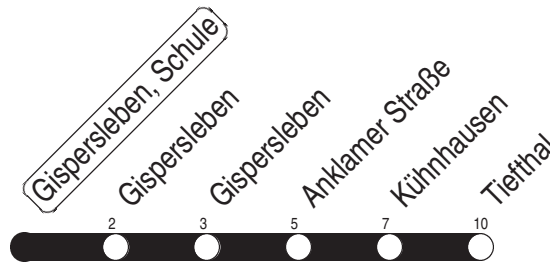 Gispersleben, Schule
Gispersleben
Gispersleben
Anklamer Straße
Kühnhausen
Tiefthal
2 3 5 7 10